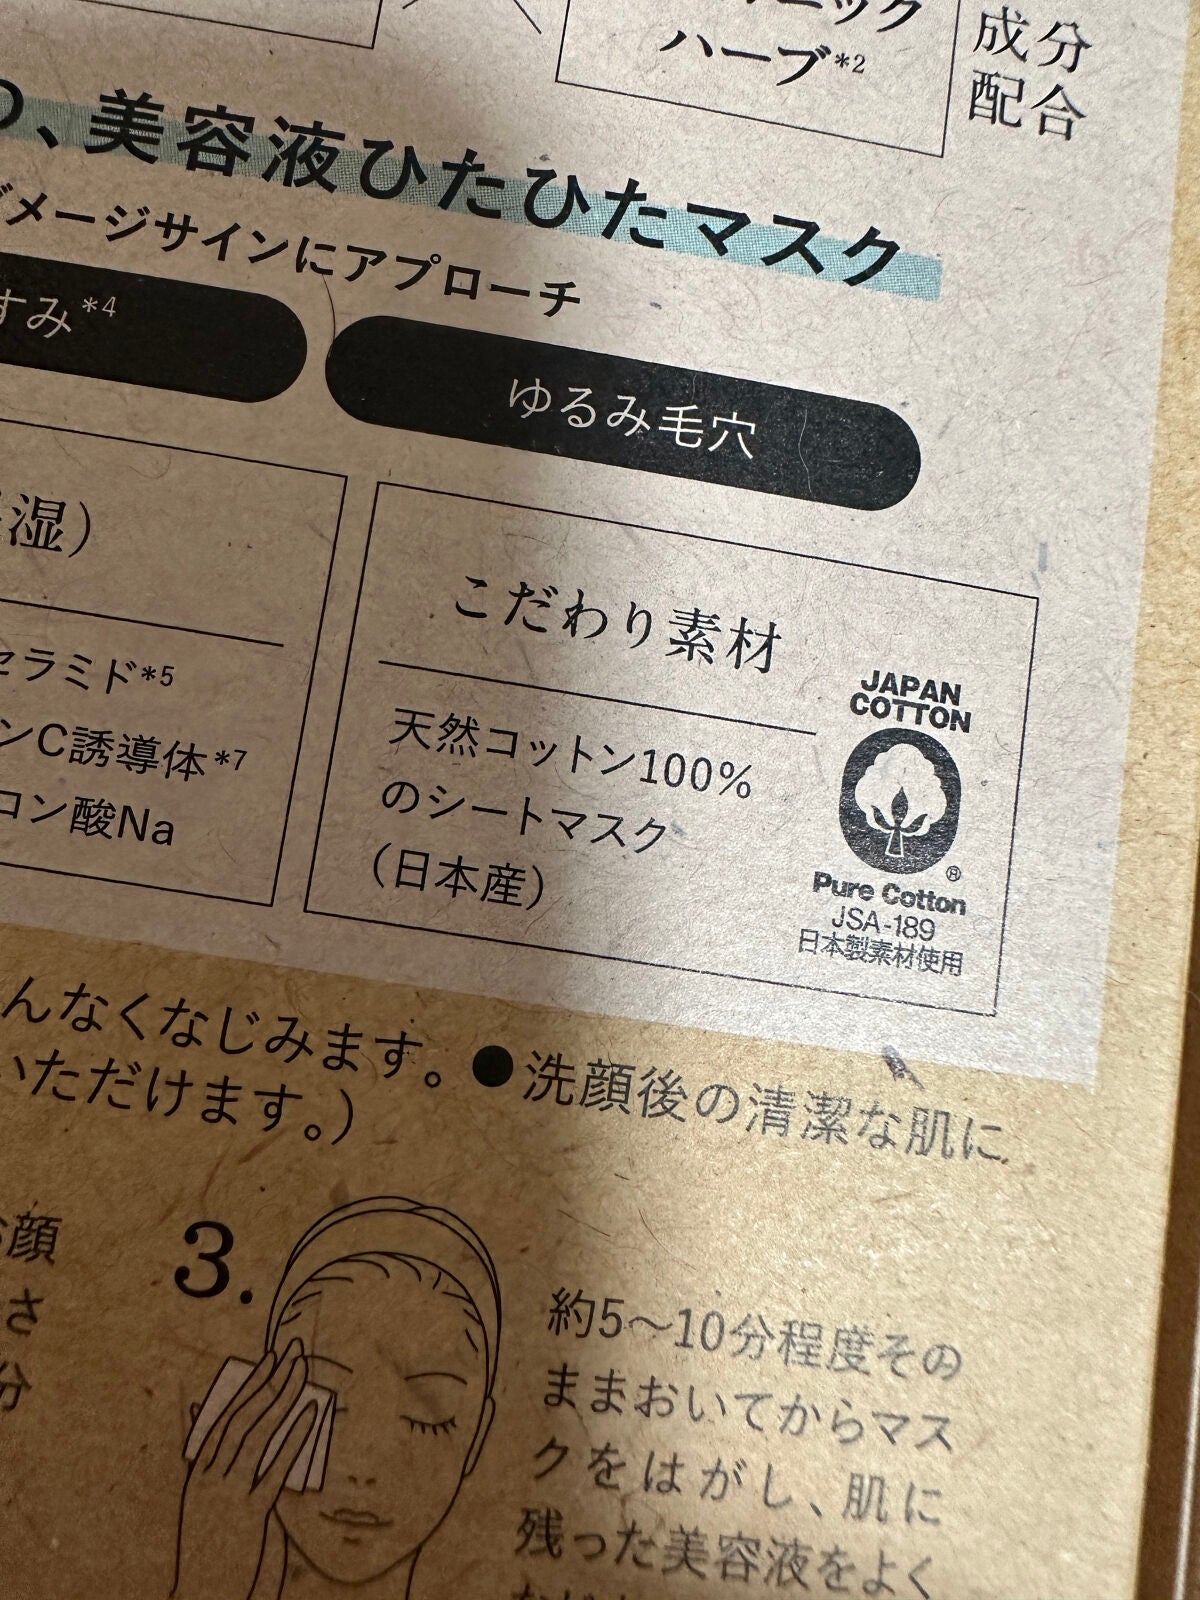 ニック
ハーブ*2
成分
配合
、美容液ひたひたマスク
ダメージサインにアプローチ
すみ*4
ゆるみ毛穴
湿)
こだわり素材
セラミド*5
ンC誘導体*7
ロン酸Na
天然コットン100%
のシートマスク
(日本産)
JAPAN
COTTON
®
Pure Cotton
JSA-189
日本製素材使用
んなくなじみます。●洗顔後の清潔な肌に
いただけます。)
お顔
さ
分
3.
約5〜10分程度その
ままおいてからマス
クをはがし、肌に
残った美容液をよく